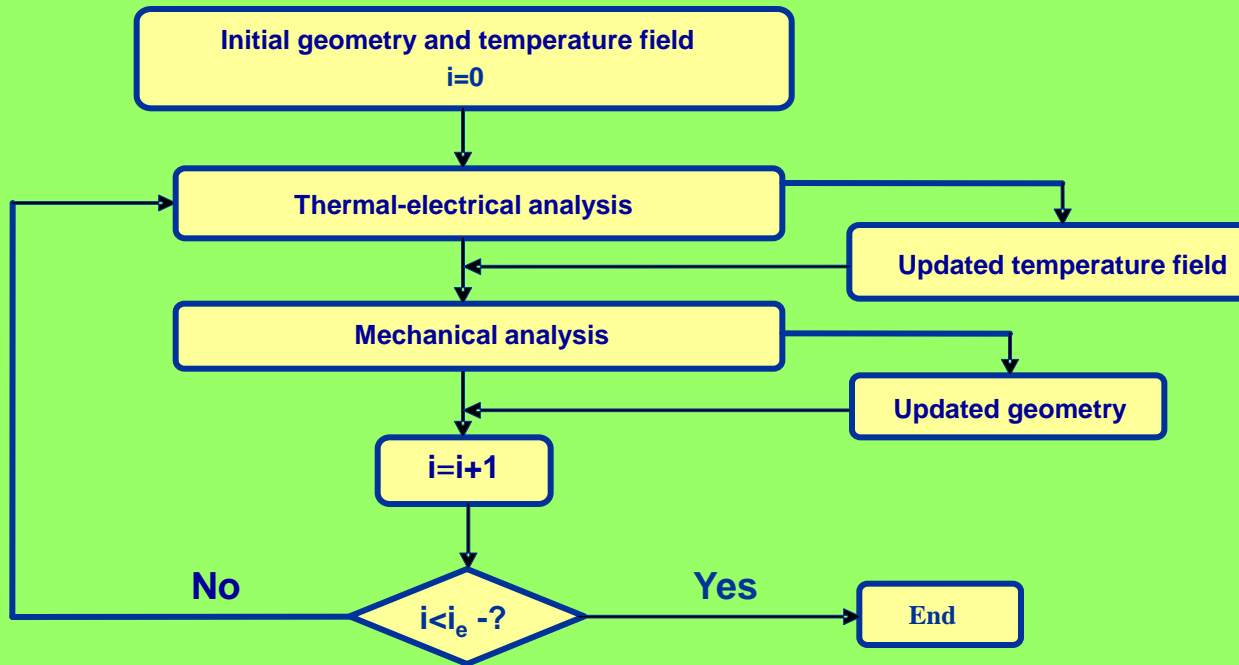 Initial geometry and temperature field
i=0
Thermal-electrical analysis
Updated temperature field
Mechanical analysis
Updated geometry
i=i+1
No
Yes
i<iₑ -?
End